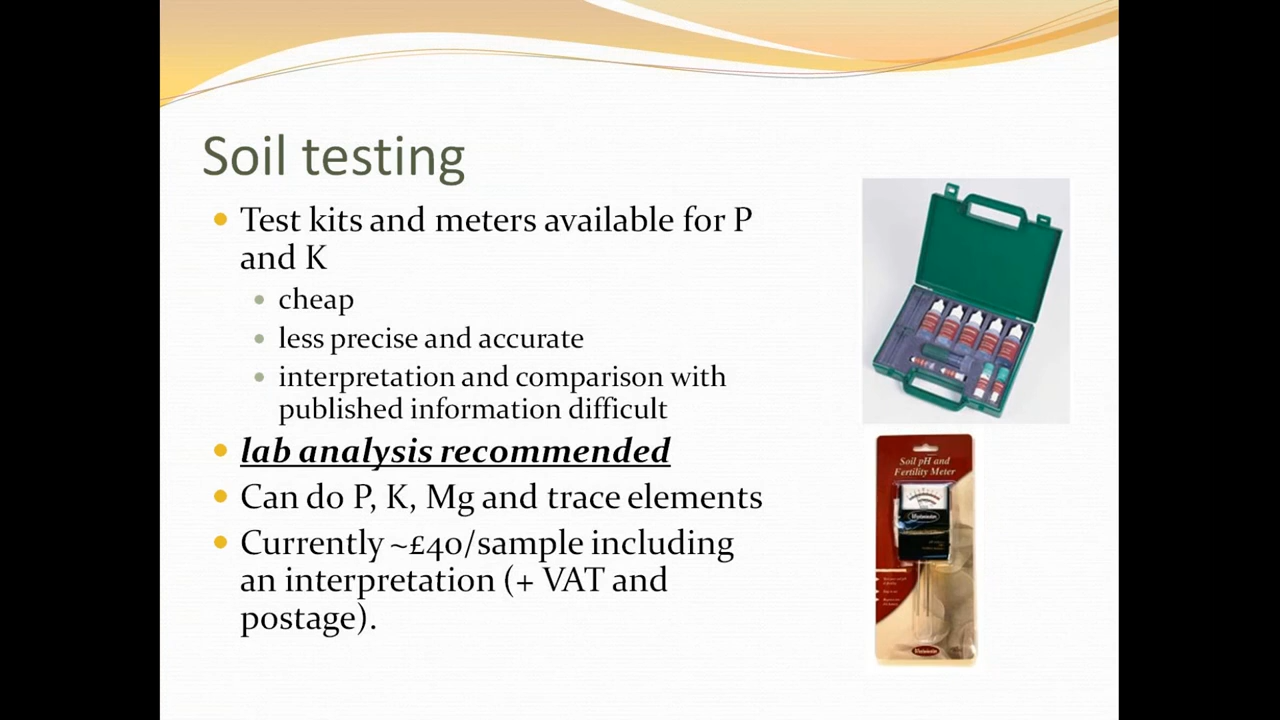 Soil testing
Test kits and meters available for P
and K
cheap
less precise and accurate
interpretation and comparison with
published information difficult
lab analysis recommended
Can do P, K, Mg and trace elements
Currently ~£40/sample including
an interpretation (+ VAT and
postage).
Soil pH and
Fertility Meter